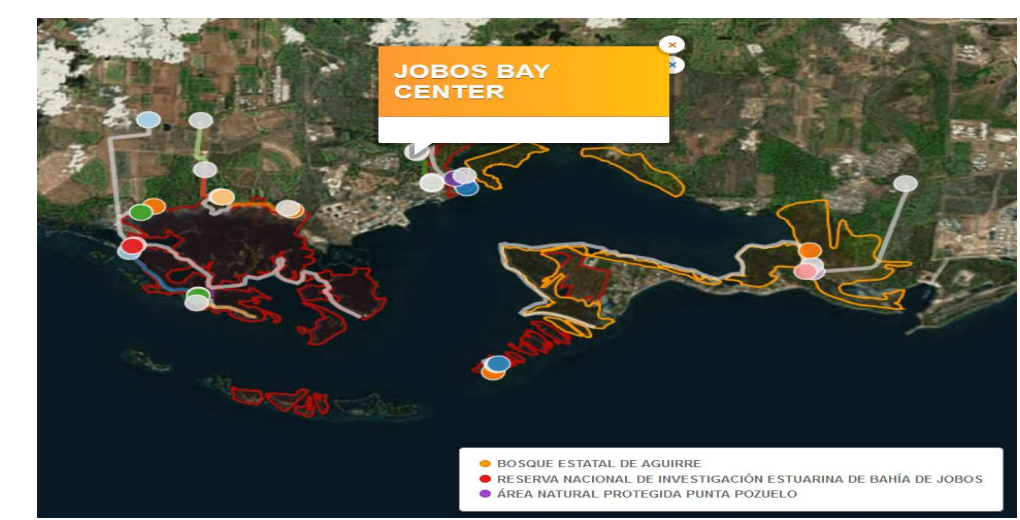 JOBOS BAY
CENTER
×
×
BOSQUE ESTATAL DE AGUIRRE
RESERVA NACIONAL DE INVESTIGACIÓN ESTUARINA DE BAHÍA DE JOBOS
ÁREA NATURAL PROTEGIDA PUNTA POZUELO